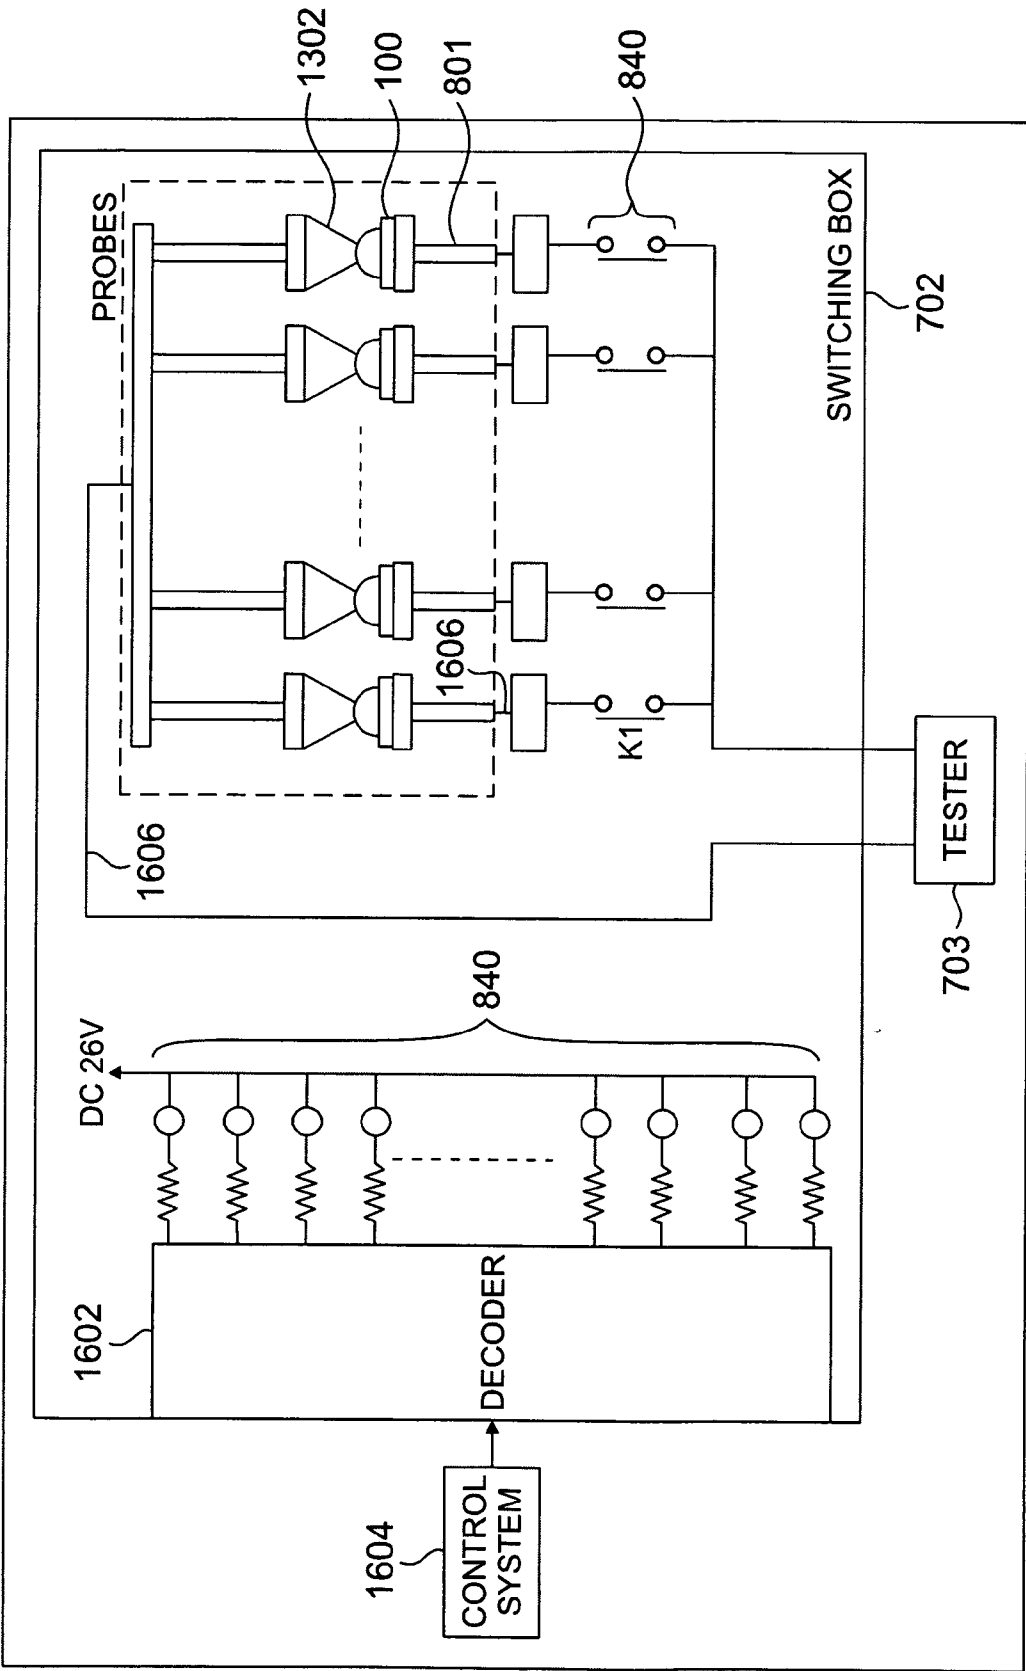 1604
CONTROL
SYSTEM
1602
DECODER
DC 26V
840
1606
703
TESTER
PROBES
1606
K1
1302
100
801
840
SWITCHING BOX
702